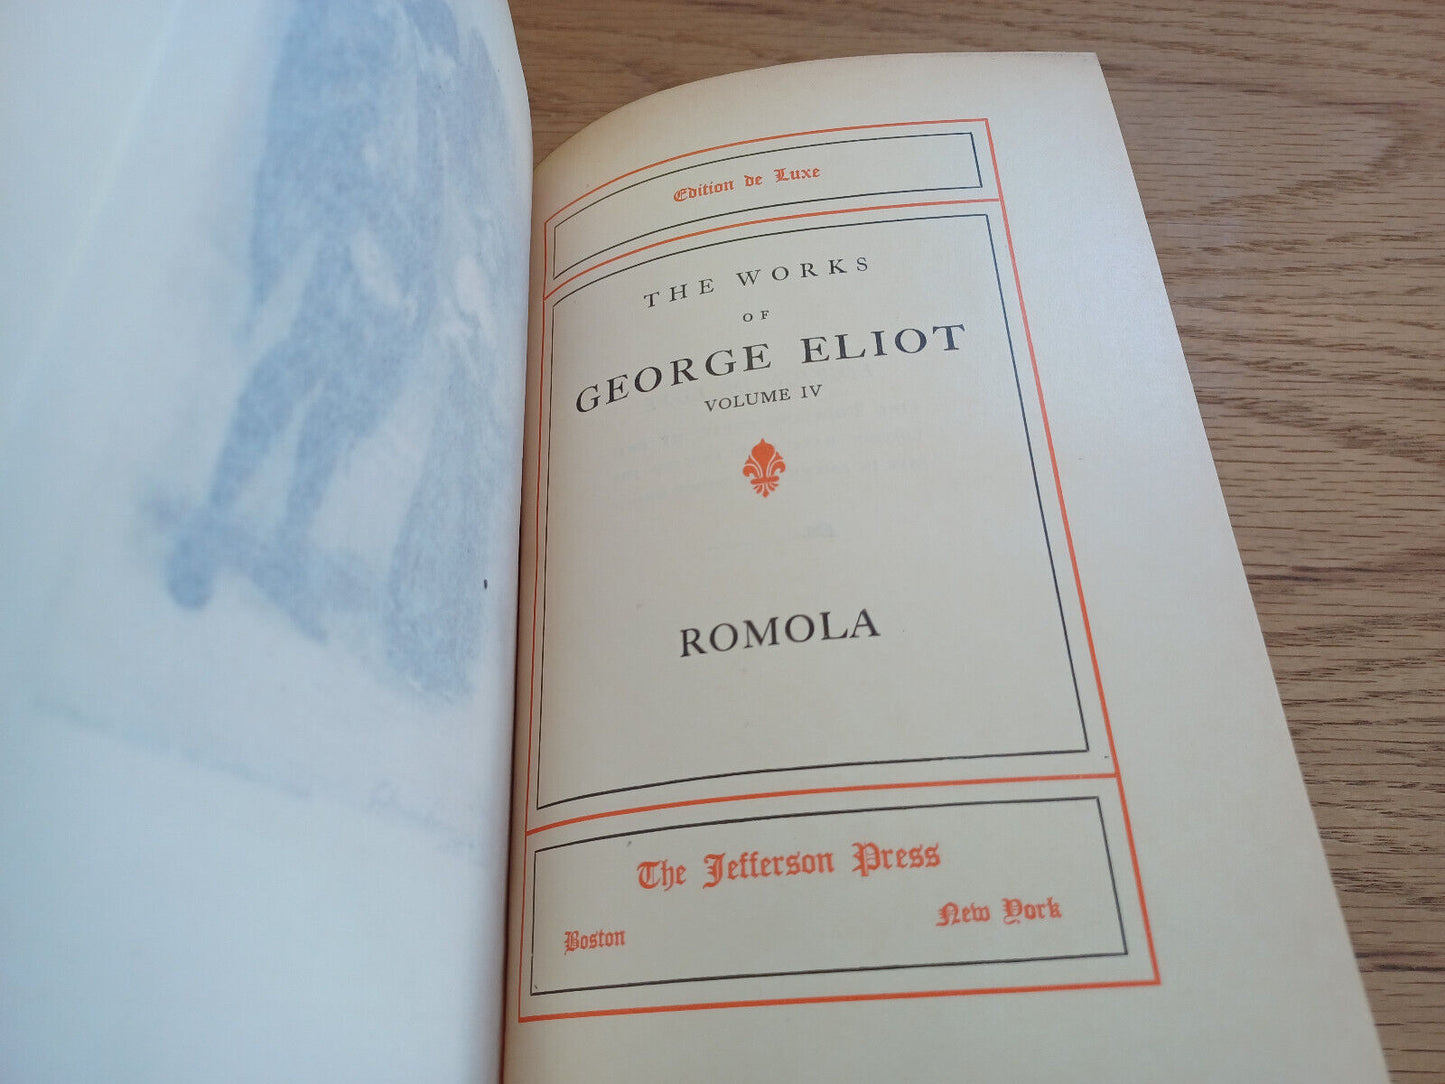 Edition de Luxe
THE WORKS
OF
GEORGE ELIOT
VOLUME IV
ROMOLA
The Jefferson Press
Boston New York